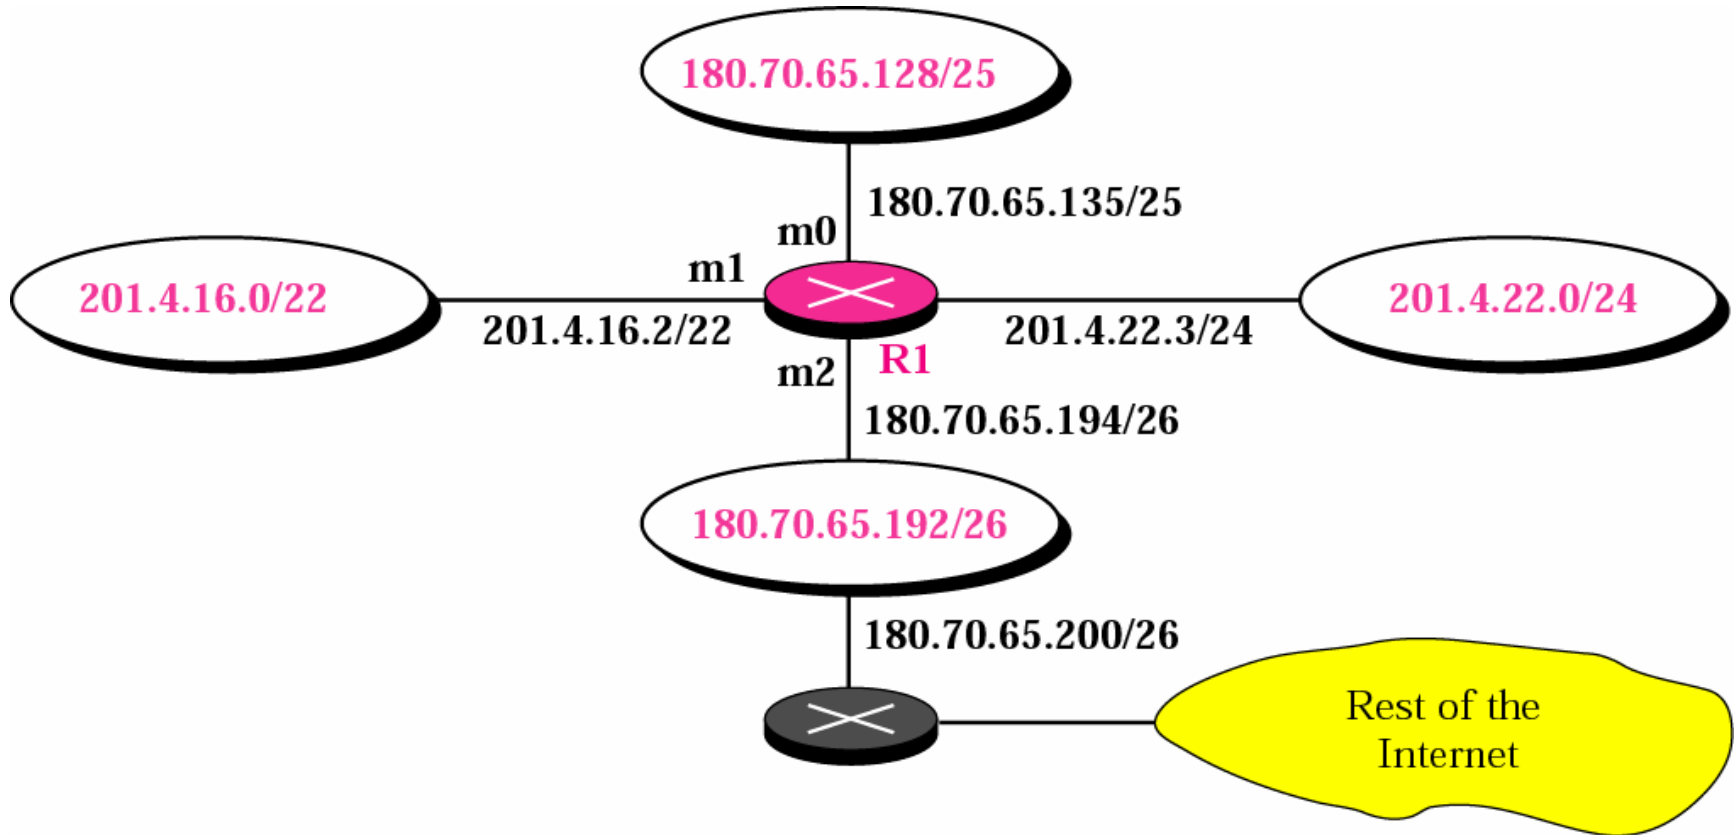 180.70.65.128/25
180.70.65.135/25
m0
m1
201.4.16.0/22
201.4.22.0/24
201.4.16.2/22
201.4.22.3/24
R1
m2
180.70.65.194/26
180.70.65.192/26
180.70.65.200/26
Rest of the
Internet